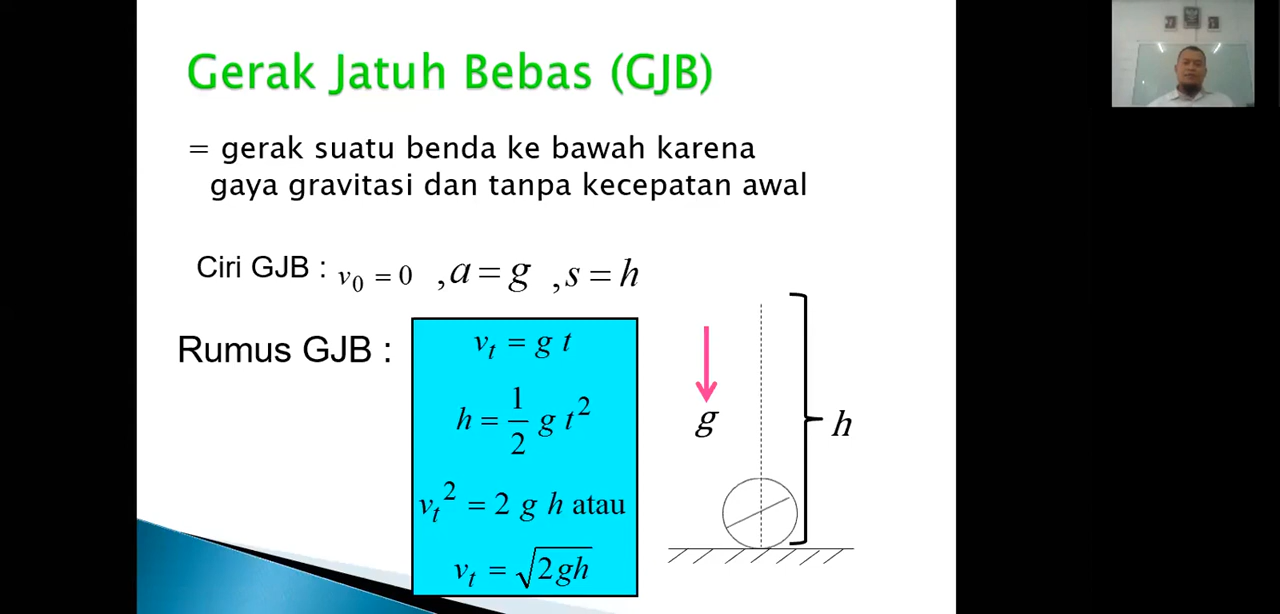 Gerak Jatuh Bebas (GJB)
= gerak suatu benda ke bawah karena
gaya gravitasi dan tanpa kecepatan awal
Ciri GJB : v₀ = 0 , a = g , s = h
Rumus GJB :
vₜ = g t
h = 1/2 g t²
vₜ² = 2 g h atau
vₜ = √2gh
g
h